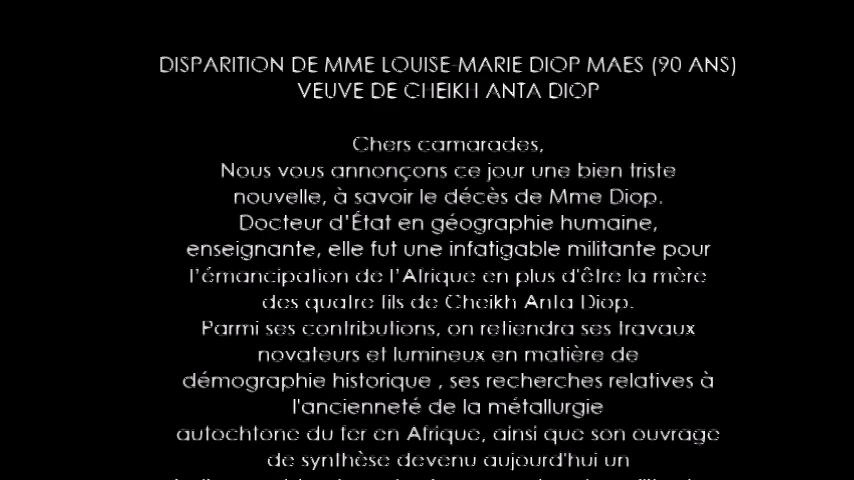 DISPARITION DE MME LOUISE-MARIE DIOP MAES (90 ANS)
VEUVE DE CHEIKH ANTA DIOP
Chers camarades,
Nous vous annonçons ce jour une bien triste
nouvelle, à savoir le décès de Mme Diop.
Docteur d'État en géographie humaine,
enseignante, elle fut une infatigable militante pour
l'émancipation de l'Afrique en plus d'être la mère
des quatre fils de Cheikh Anta Diop.
Parmi ses contributions, on retiendra ses travaux
novateurs et lumineux en matière de
démographie historique , ses recherches relatives à
l'ancienneté de la métallurgie
autochtone du fer en Afrique, ainsi que son ouvrage
de synthèse devenu aujourd'hui un